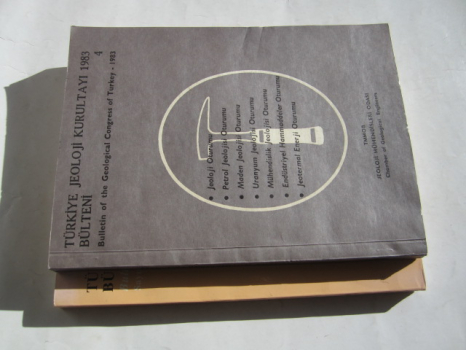 TÜRKİYE JEOLOJİ KURULTAYI 1983
BÜLTENİ 4
Bulletin of the Geological Congress of Turkey - 1983
• Jeoloji Oturumu
• Petrol Jeolojisi Oturumu
• Maden Jeolojisi Oturumu
• Uranyum Jeolojisi Oturumu
• Mühendislik Jeolojisi Oturumu
• Endüstriyel Hammaddeler Oturumu
• Jeotermal Enerji Oturumu
TMMOB
JEOLOJİ MÜHENDİSLERİ ODASI
Chamber of Geological Engineers
TÜ
BÜ